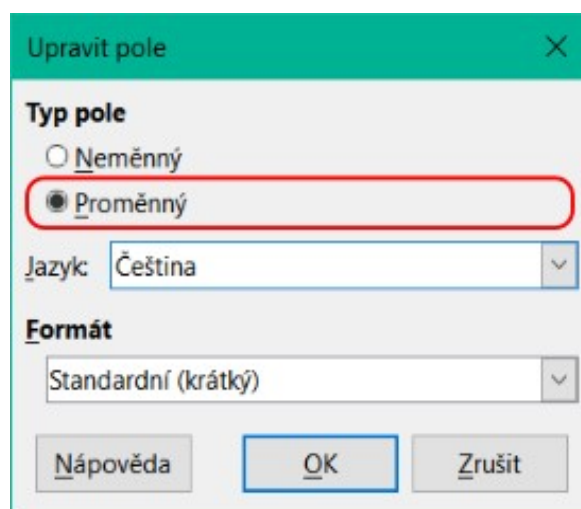 Upravit pole
Typ pole
Neměnný
Proměnný
Jazyk: Čeština
Formát
Standardní (krátký)
Nápověda OK Zrušit